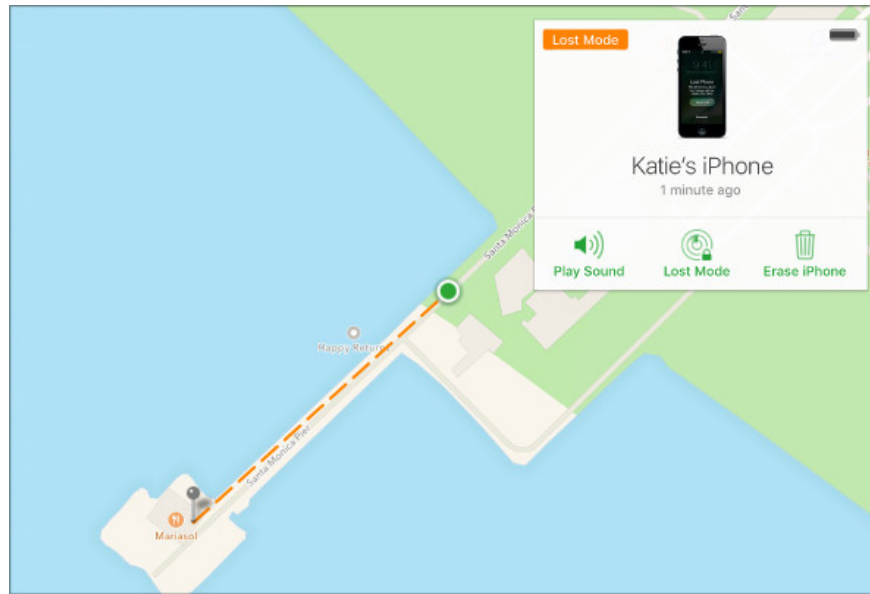 Lost Mode
Katie's iPhone
1 minute ago
Play Sound
Lost Mode
Erase iPhone
Santa Monica
Happy Returns
Santa Monica Pier
Mariasol